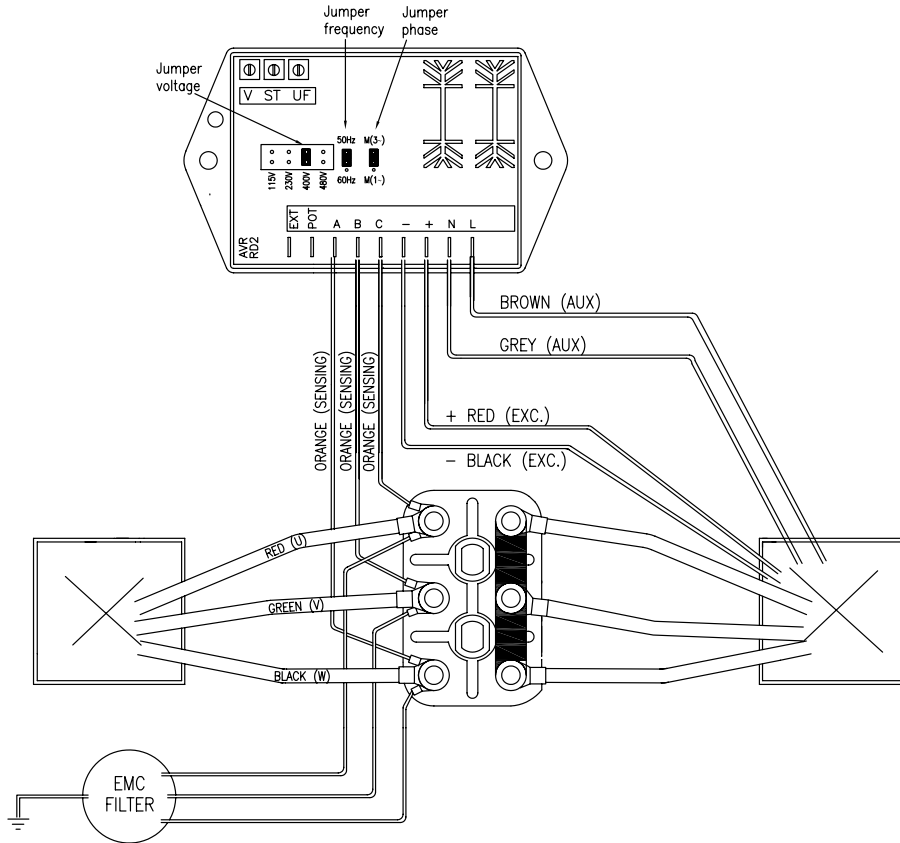 Jumper
frequency
Jumper
phase
Jumper
voltage
V ST UF
50Hz M(3~)
115V
230V
400V
480V
60Hz M(1~)
EXT
POT
A B C - + N L
AVR
RD2
BROWN (AUX)
GREY (AUX)
ORANGE (SENSING)
ORANGE (SENSING)
ORANGE (SENSING)
+ RED (EXC.)
- BLACK (EXC.)
RED (U)
GREEN (V)
BLACK (W)
EMC
FILTER